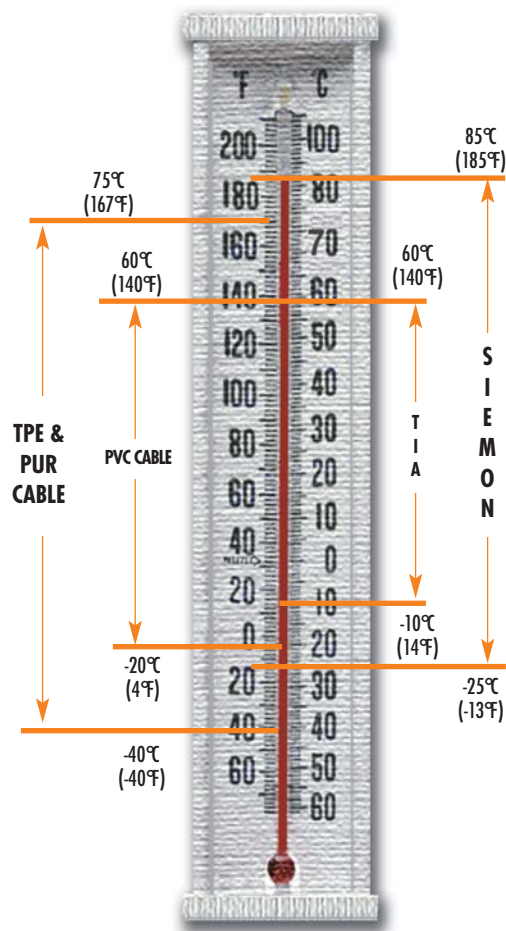 °F °C
200 100
180 80
160 70
140 60
120 50
100 40
80 30
60 20
40 10
20 0
0 10
20 20
40 30
60 40
50
60
75°C
(167°F)
60°C
(140°F)
TPE &
PUR
CABLE
PVC CABLE
-20°C
(4°F)
-40°C
(-40°F)
85°C
(185°F)
60°C
(140°F)
T
I
A
S
I
E
M
O
N
-10°C
(14°F)
-25°C
(-13°F)